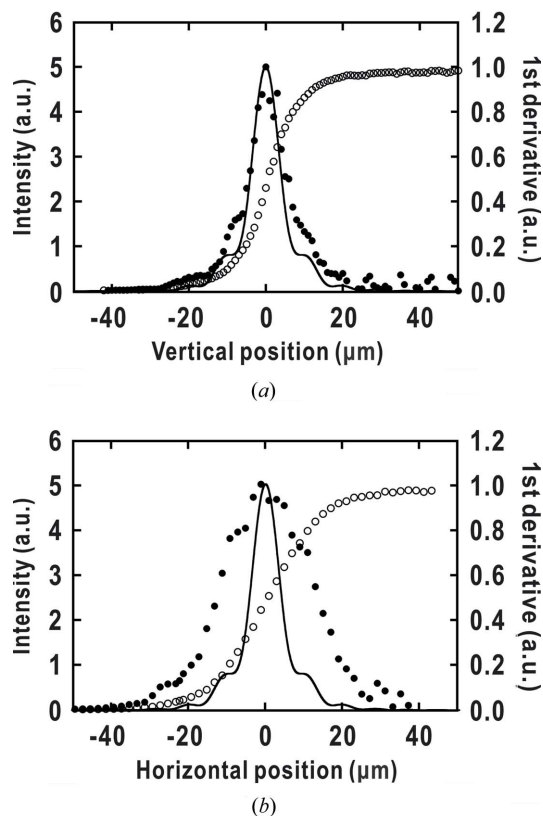 6
5
4
3
2
1
0
Intensity (a.u.)
1.2
1.0
0.8
0.6
0.4
0.2
0.0
1st derivative (a.u.)
-40 -20 0 20 40
Vertical position (µm)
(a)
6
5
4
3
2
1
0
Intensity (a.u.)
1.2
1.0
0.8
0.6
0.4
0.2
0.0
1st derivative (a.u.)
-40 -20 0 20 40
Horizontal position (µm)
(b)